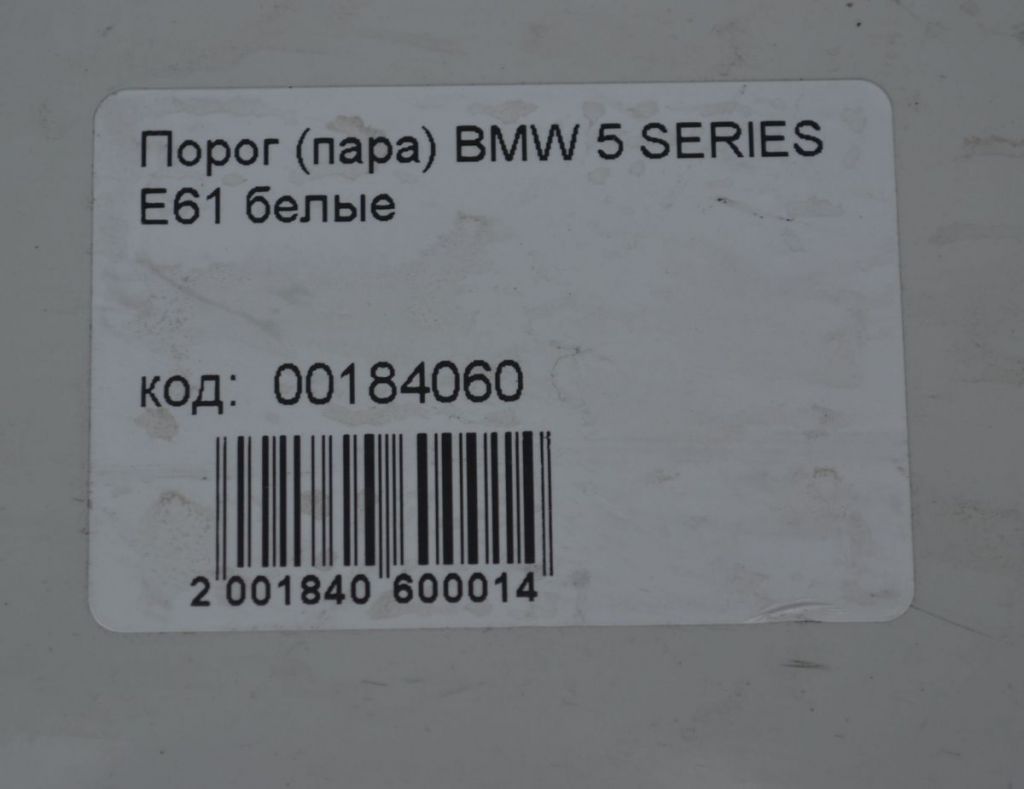 Порог (пара) BMW 5 SERIES
E61 белые
код: 00184060
2 001840 600014